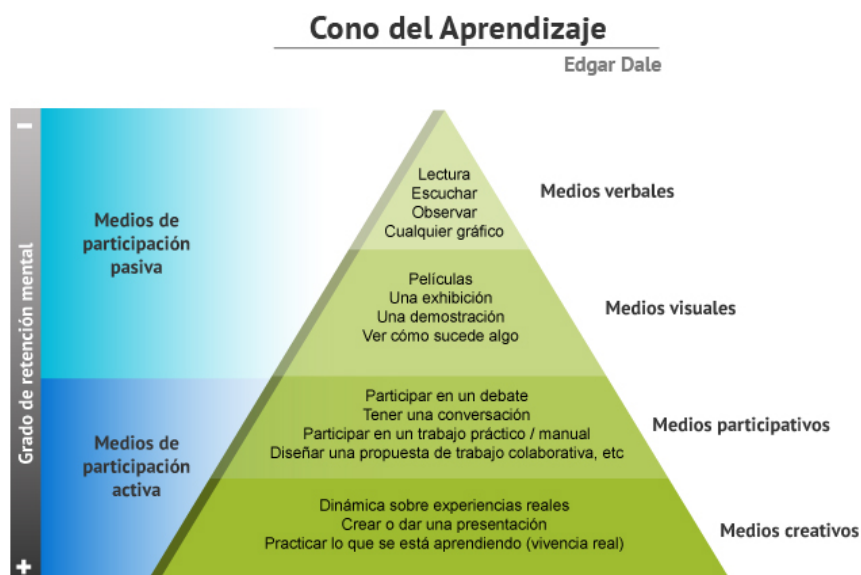 Cono del Aprendizaje
Edgar Dale
−
Grado de retención mental
+
Medios de
participación
pasiva
Medios de
participación
activa
Lectura
Escuchar
Observar
Cualquier gráfico
Medios verbales
Películas
Una exhibición
Una demostración
Ver cómo sucede algo
Medios visuales
Participar en un debate
Tener una conversación
Participar en un trabajo práctico / manual
Diseñar una propuesta de trabajo colaborativa, etc
Medios participativos
Dinámica sobre experiencias reales
Crear o dar una presentación
Practicar lo que se está aprendiendo (vivencia real)
Medios creativos